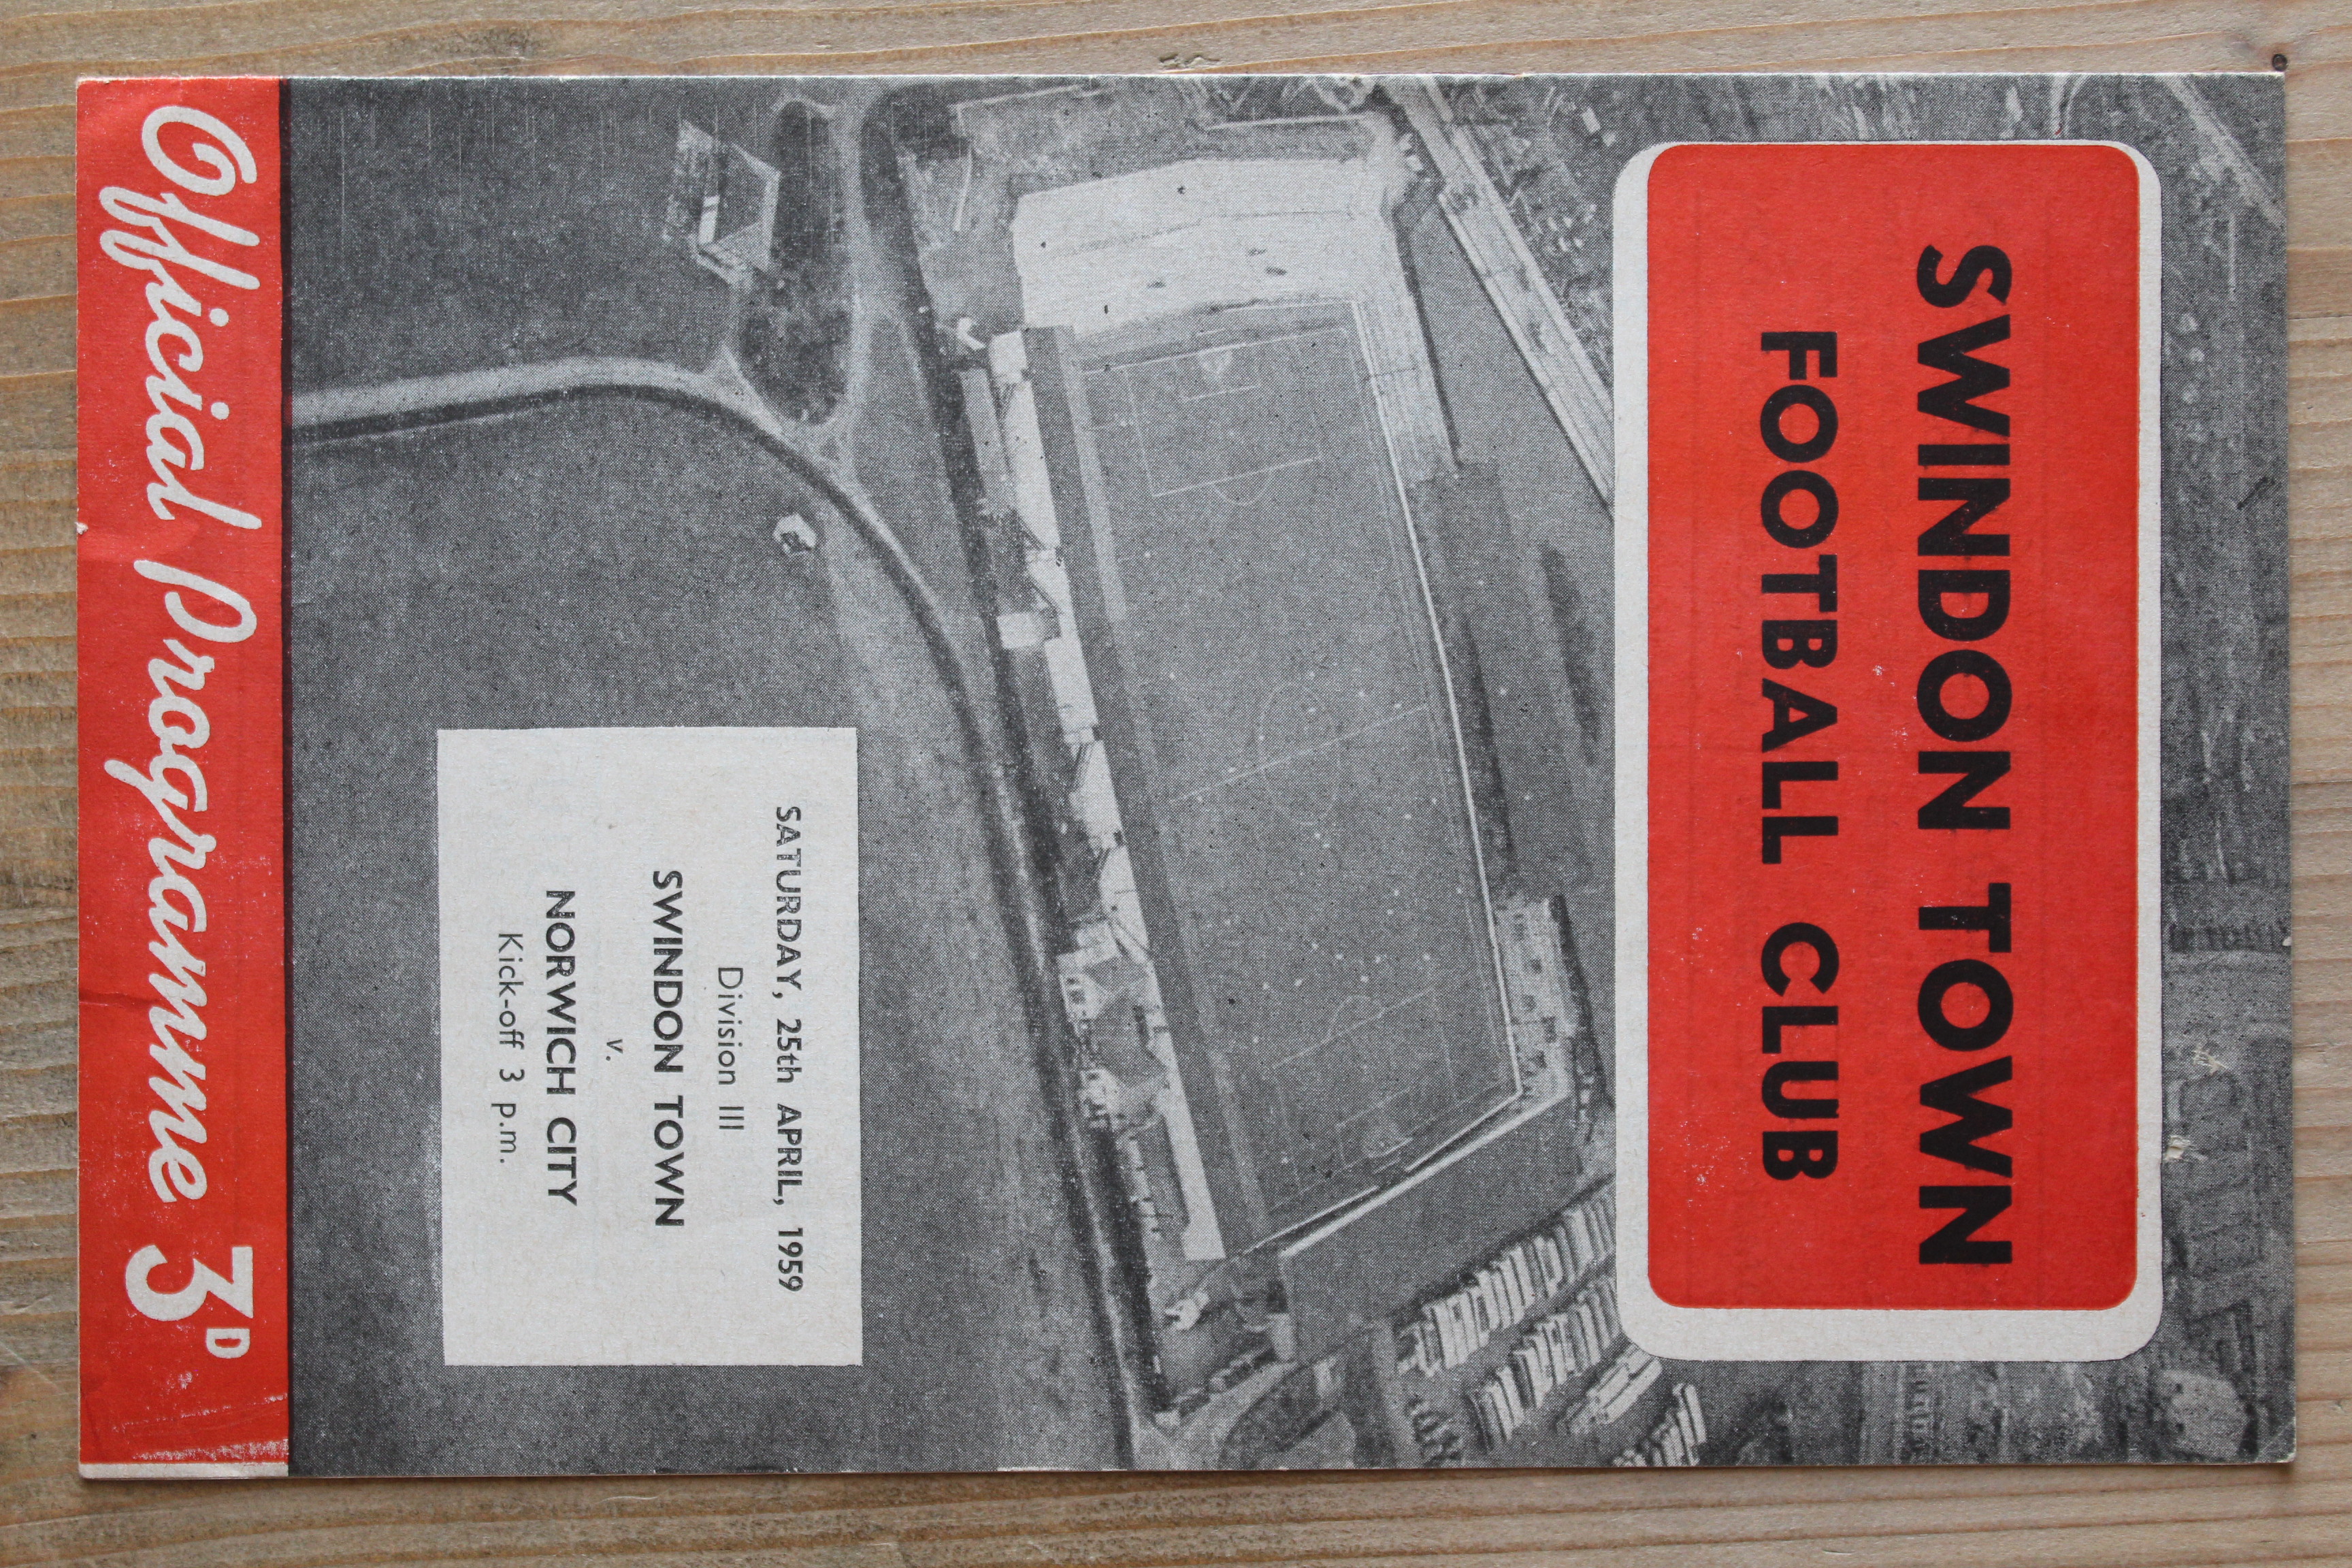 SWINDON TOWN
FOOTBALL CLUB
SATURDAY, 25th APRIL, 1959
Division III
SWINDON TOWN
v.
NORWICH CITY
Kick-off 3 p.m.
Official Programme 3D